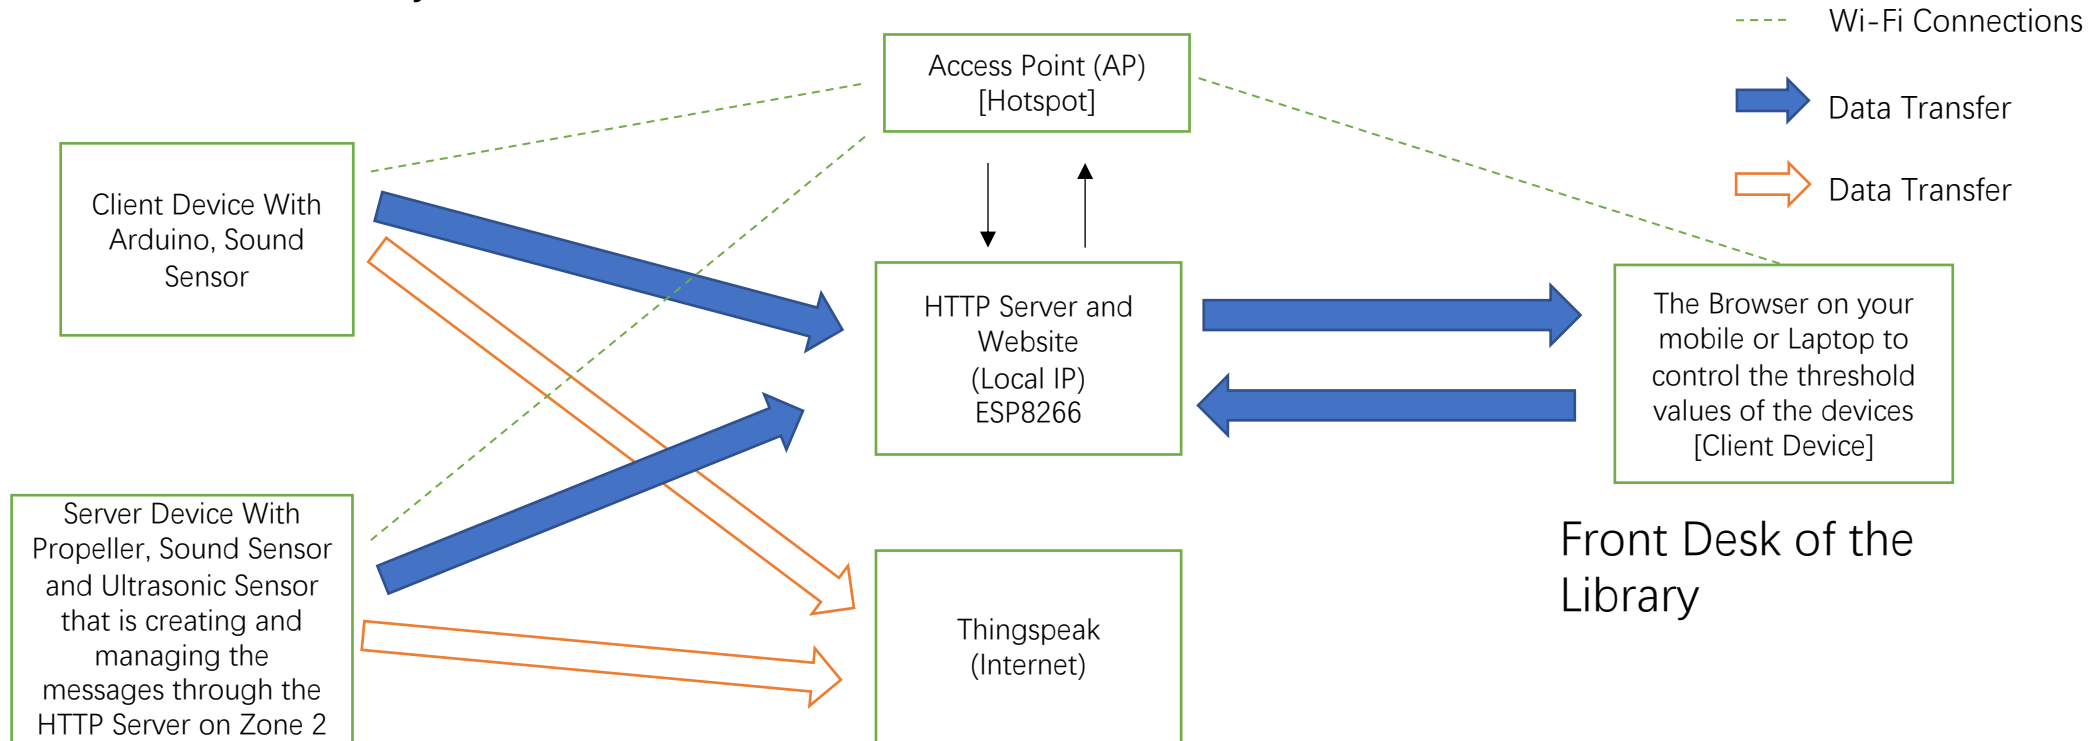 Wi-Fi Connections
Data Transfer
Data Transfer
Access Point (AP)
[Hotspot]
Client Device With
Arduino, Sound
Sensor
HTTP Server and
Website
(Local IP)
ESP8266
The Browser on your
mobile or Laptop to
control the threshold
values of the devices
[Client Device]
Server Device With
Propeller, Sound Sensor
and Ultrasonic Sensor
that is creating and
managing the
messages through the
HTTP Server on Zone 2
Thingspeak
(Internet)
Front Desk of the
Library